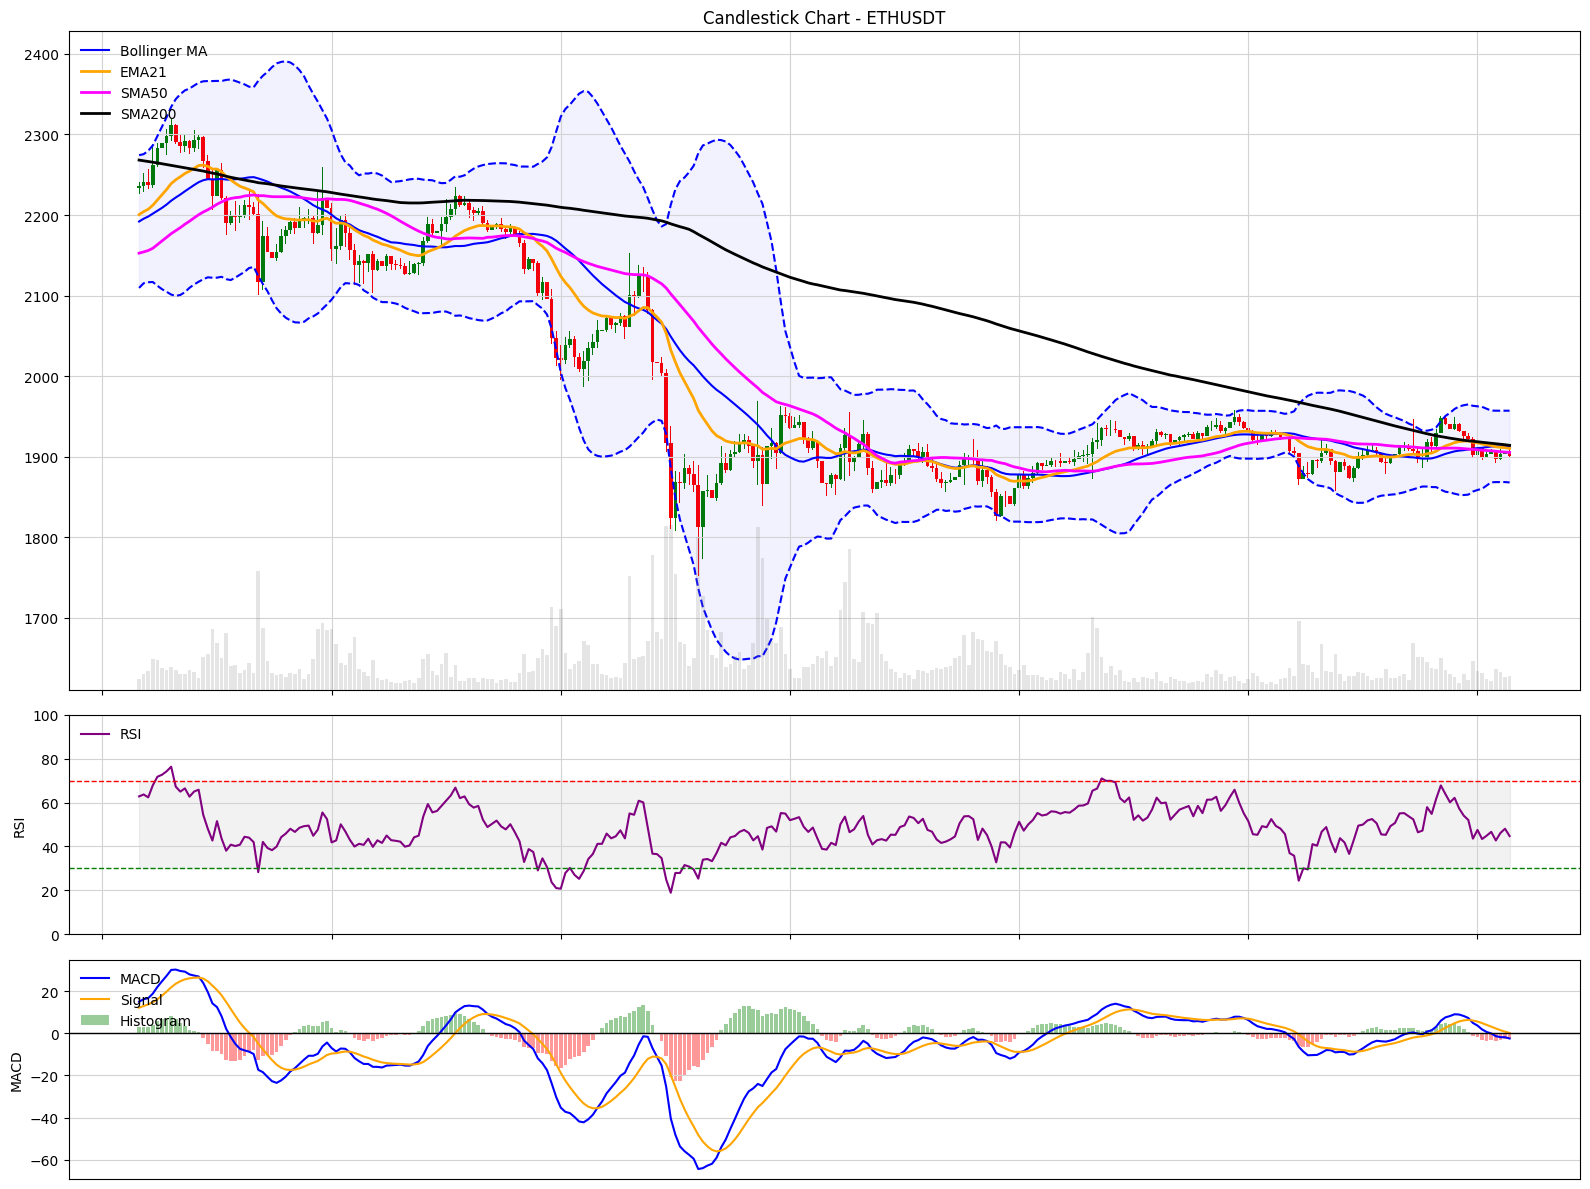 Candlestick Chart - ETHUSDT
Bollinger MA
EMA21
SMA50
SMA200
2400
2300
2200
2100
2000
1900
1800
1700
RSI
100
80
60
40
20
0
RSI
MACD
Signal
Histogram
20
0
−20
−40
−60
MACD